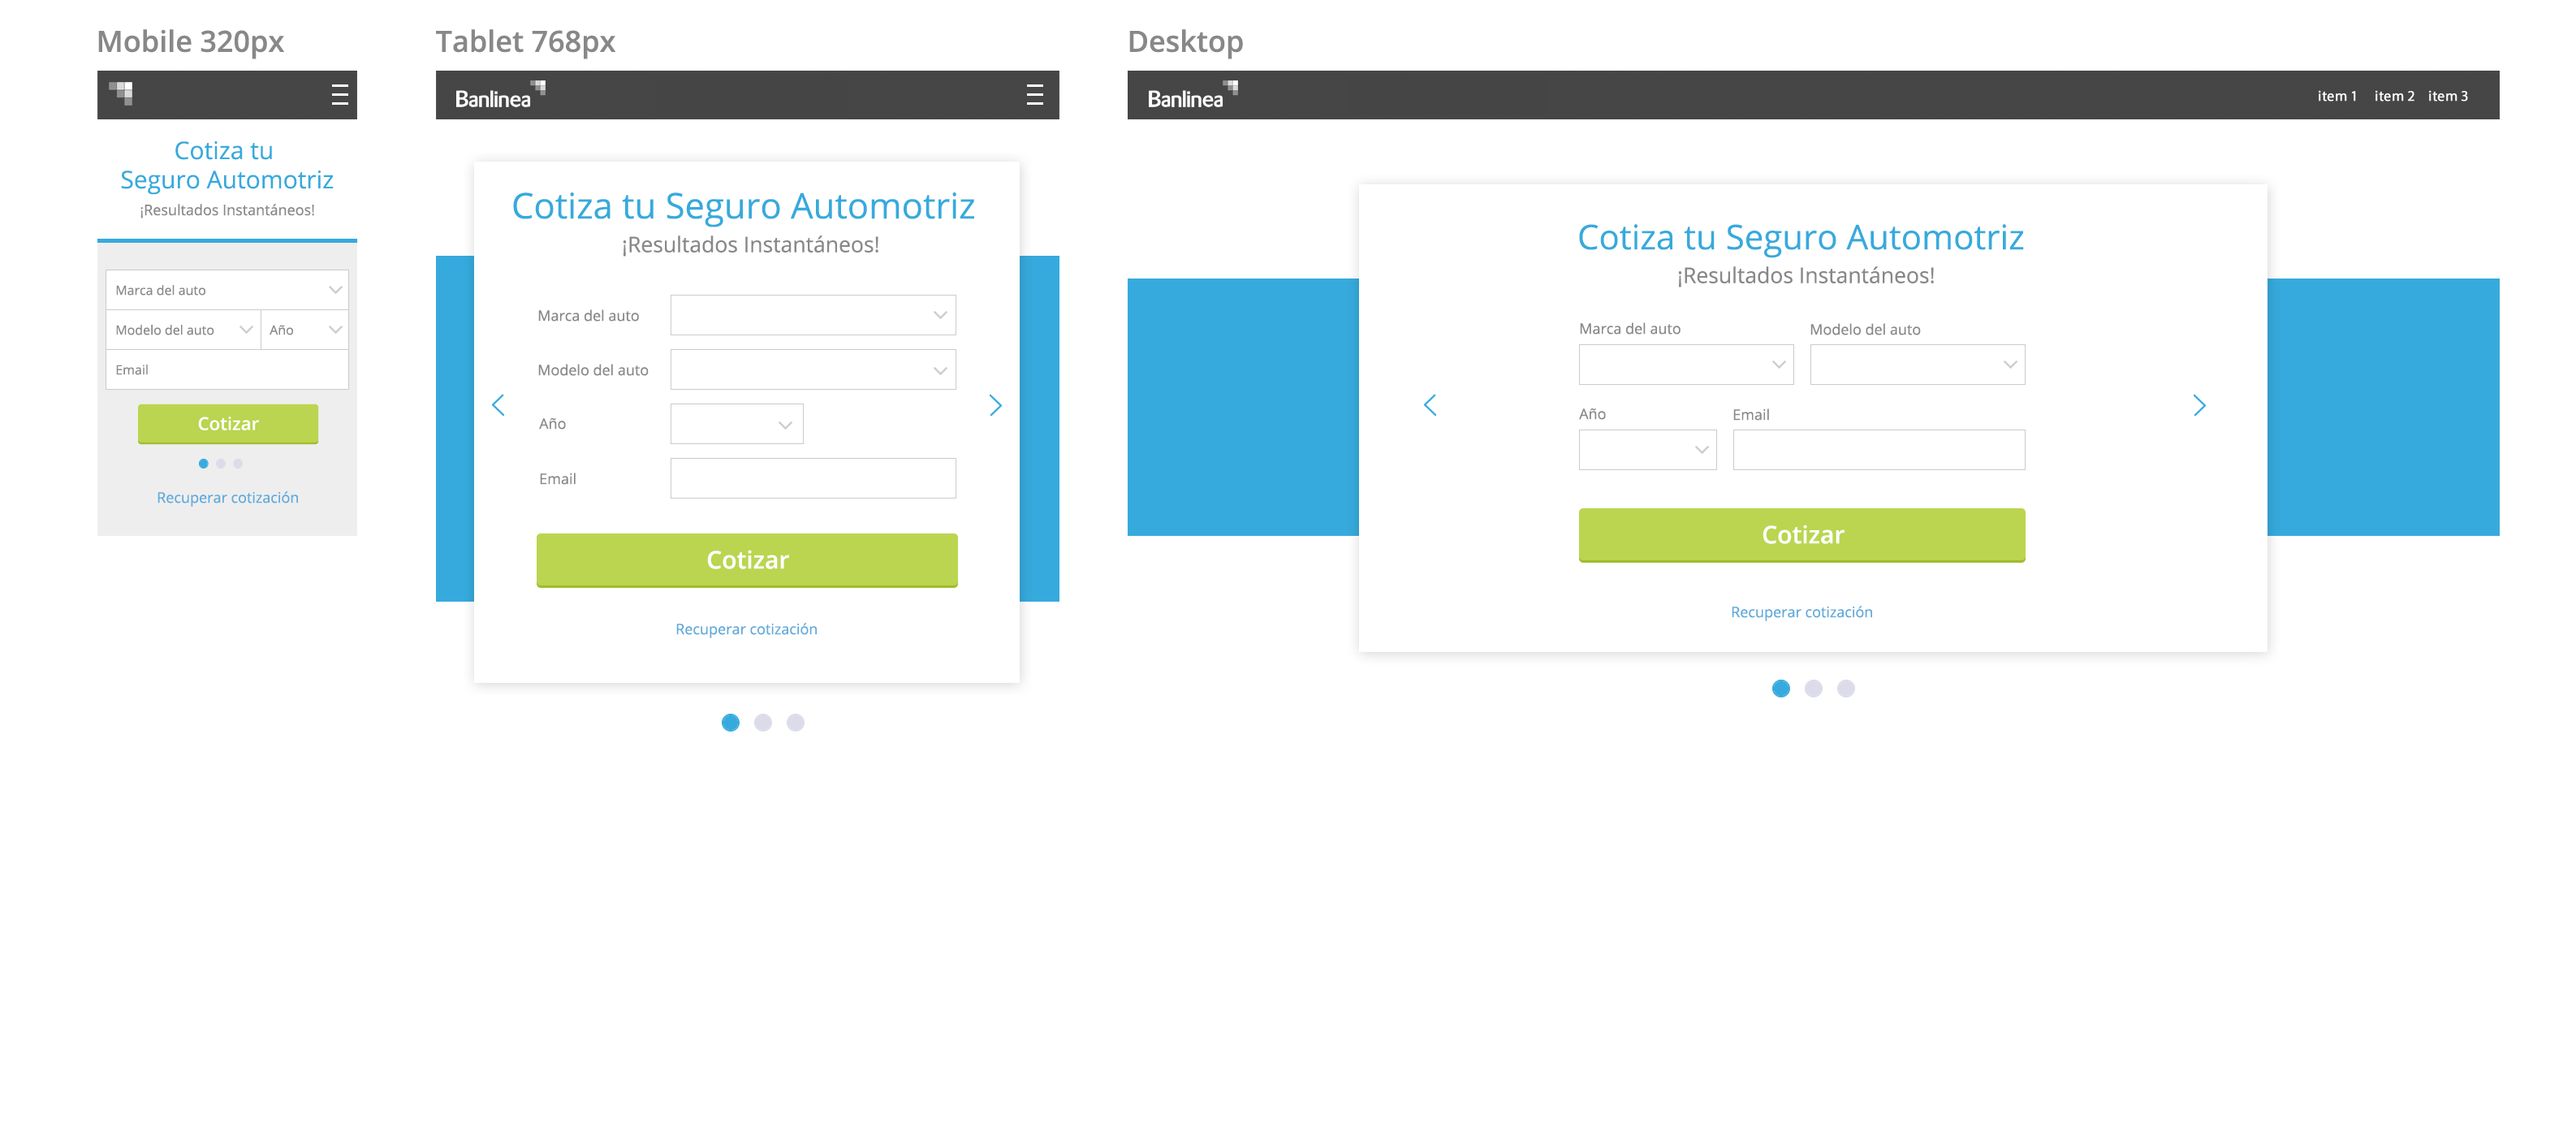 Mobile 320px
Cotiza tu
Seguro Automotriz
¡Resultados Instantáneos!
Marca del auto
Modelo del auto
Año
Email
Cotizar
Recuperar cotización
Tablet 768px
Banlinea
Cotiza tu Seguro Automotriz
¡Resultados Instantáneos!
Marca del auto
Modelo del auto
Año
Email
Cotizar
Recuperar cotización
Desktop
Banlinea
item 1 item 2 item 3
Cotiza tu Seguro Automotriz
¡Resultados Instantáneos!
Marca del auto Modelo del auto
Año Email
Cotizar
Recuperar cotización